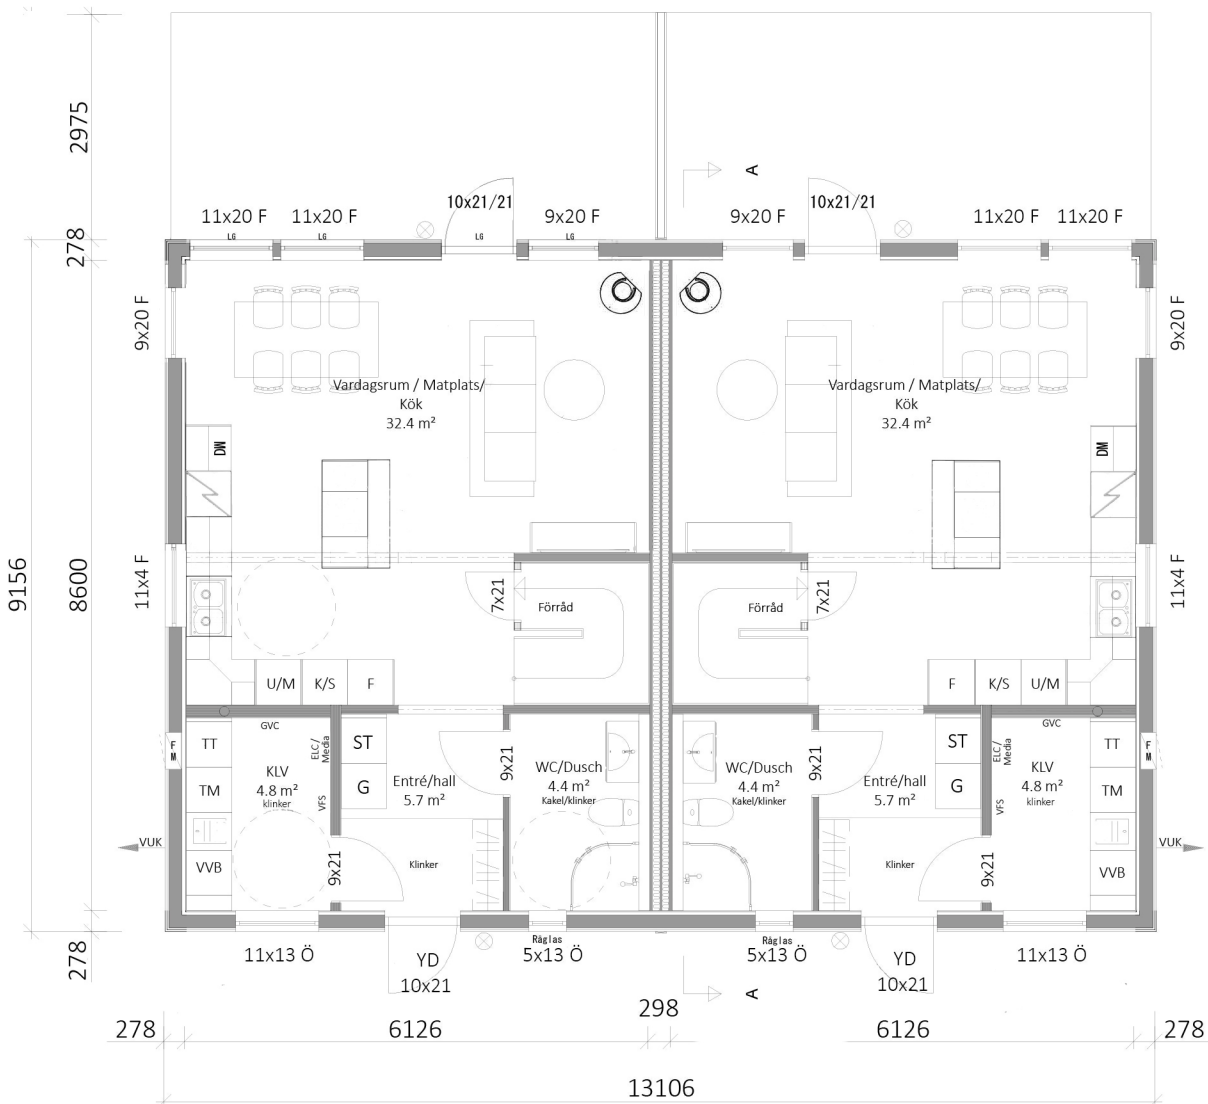 2975
A
10x21/21
10x21/21
11x20 F
11x20 F
9x20 F
9x20 F
11x20 F
11x20 F
LG
LG
LG
LG
278
9x20 F
9x20 F
Vardagsrum / Matplats/
Kök
32.4 m²
Vardagsrum / Matplats/
Kök
32.4 m²
DM
DM
9156
8600
11x4 F
11x4 F
7x21
Förråd
Förråd
7x21
U/M
K/S
F
F
K/S
U/M
GVC
GVC
F
M
TT
ELC/
Media
ST
9x21
WC/Dusch
4.4 m²
Kakel/klinker
WC/Dusch
4.4 m²
Kakel/klinker
9x21
ST
ELC/
Media
TT
F
M
KLV
4.8 m²
klinker
KLV
4.8 m²
klinker
TM
VFS
G
Entré/hall
5.7 m²
Entré/hall
5.7 m²
G
VFS
TM
VUK
VUK
VVB
9x21
Klinker
Klinker
9x21
VVB
278
11x13 Ö
YD
10x21
Råglas
5x13 Ö
Råglas
5x13 Ö
YD
10x21
11x13 Ö
A
298
278
6126
6126
278
13106